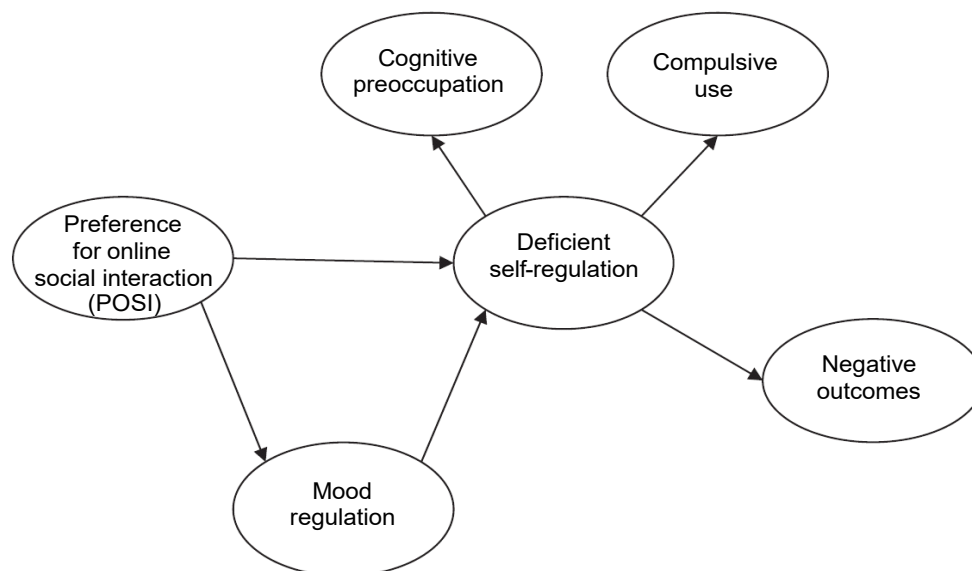 Cognitive
preoccupation
Compulsive
use
Preference
for online
social interaction
(POSI)
Deficient
self-regulation
Negative
outcomes
Mood
regulation